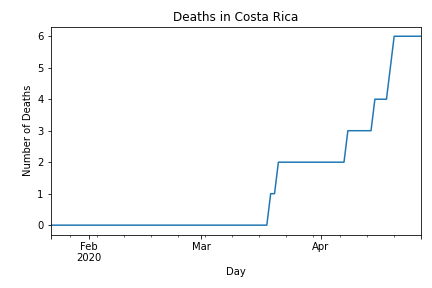 Deaths in Costa Rica
Number of Deaths
6
5
4
3
2
1
0
Feb
2020
Mar
Apr
Day